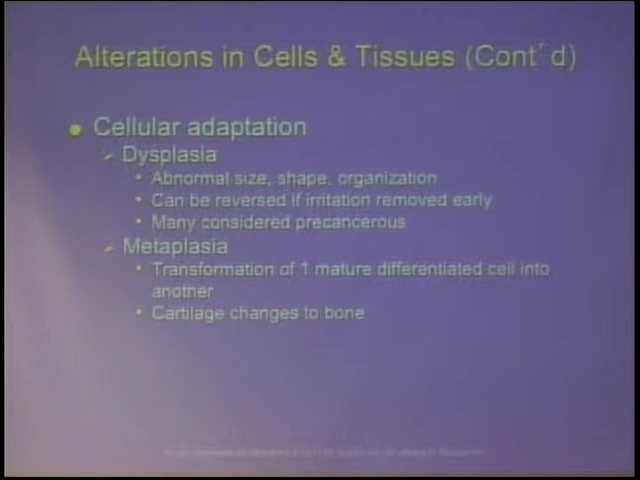 Alterations in Cells & Tissues (Cont'd)
Cellular adaptation
Dysplasia
Abnormal size, shape, organization
Can be reversed if irritation removed early
Many considered precancerous
Metaplasia
Transformation of 1 mature differentiated cell into
another
Cartilage changes to bone